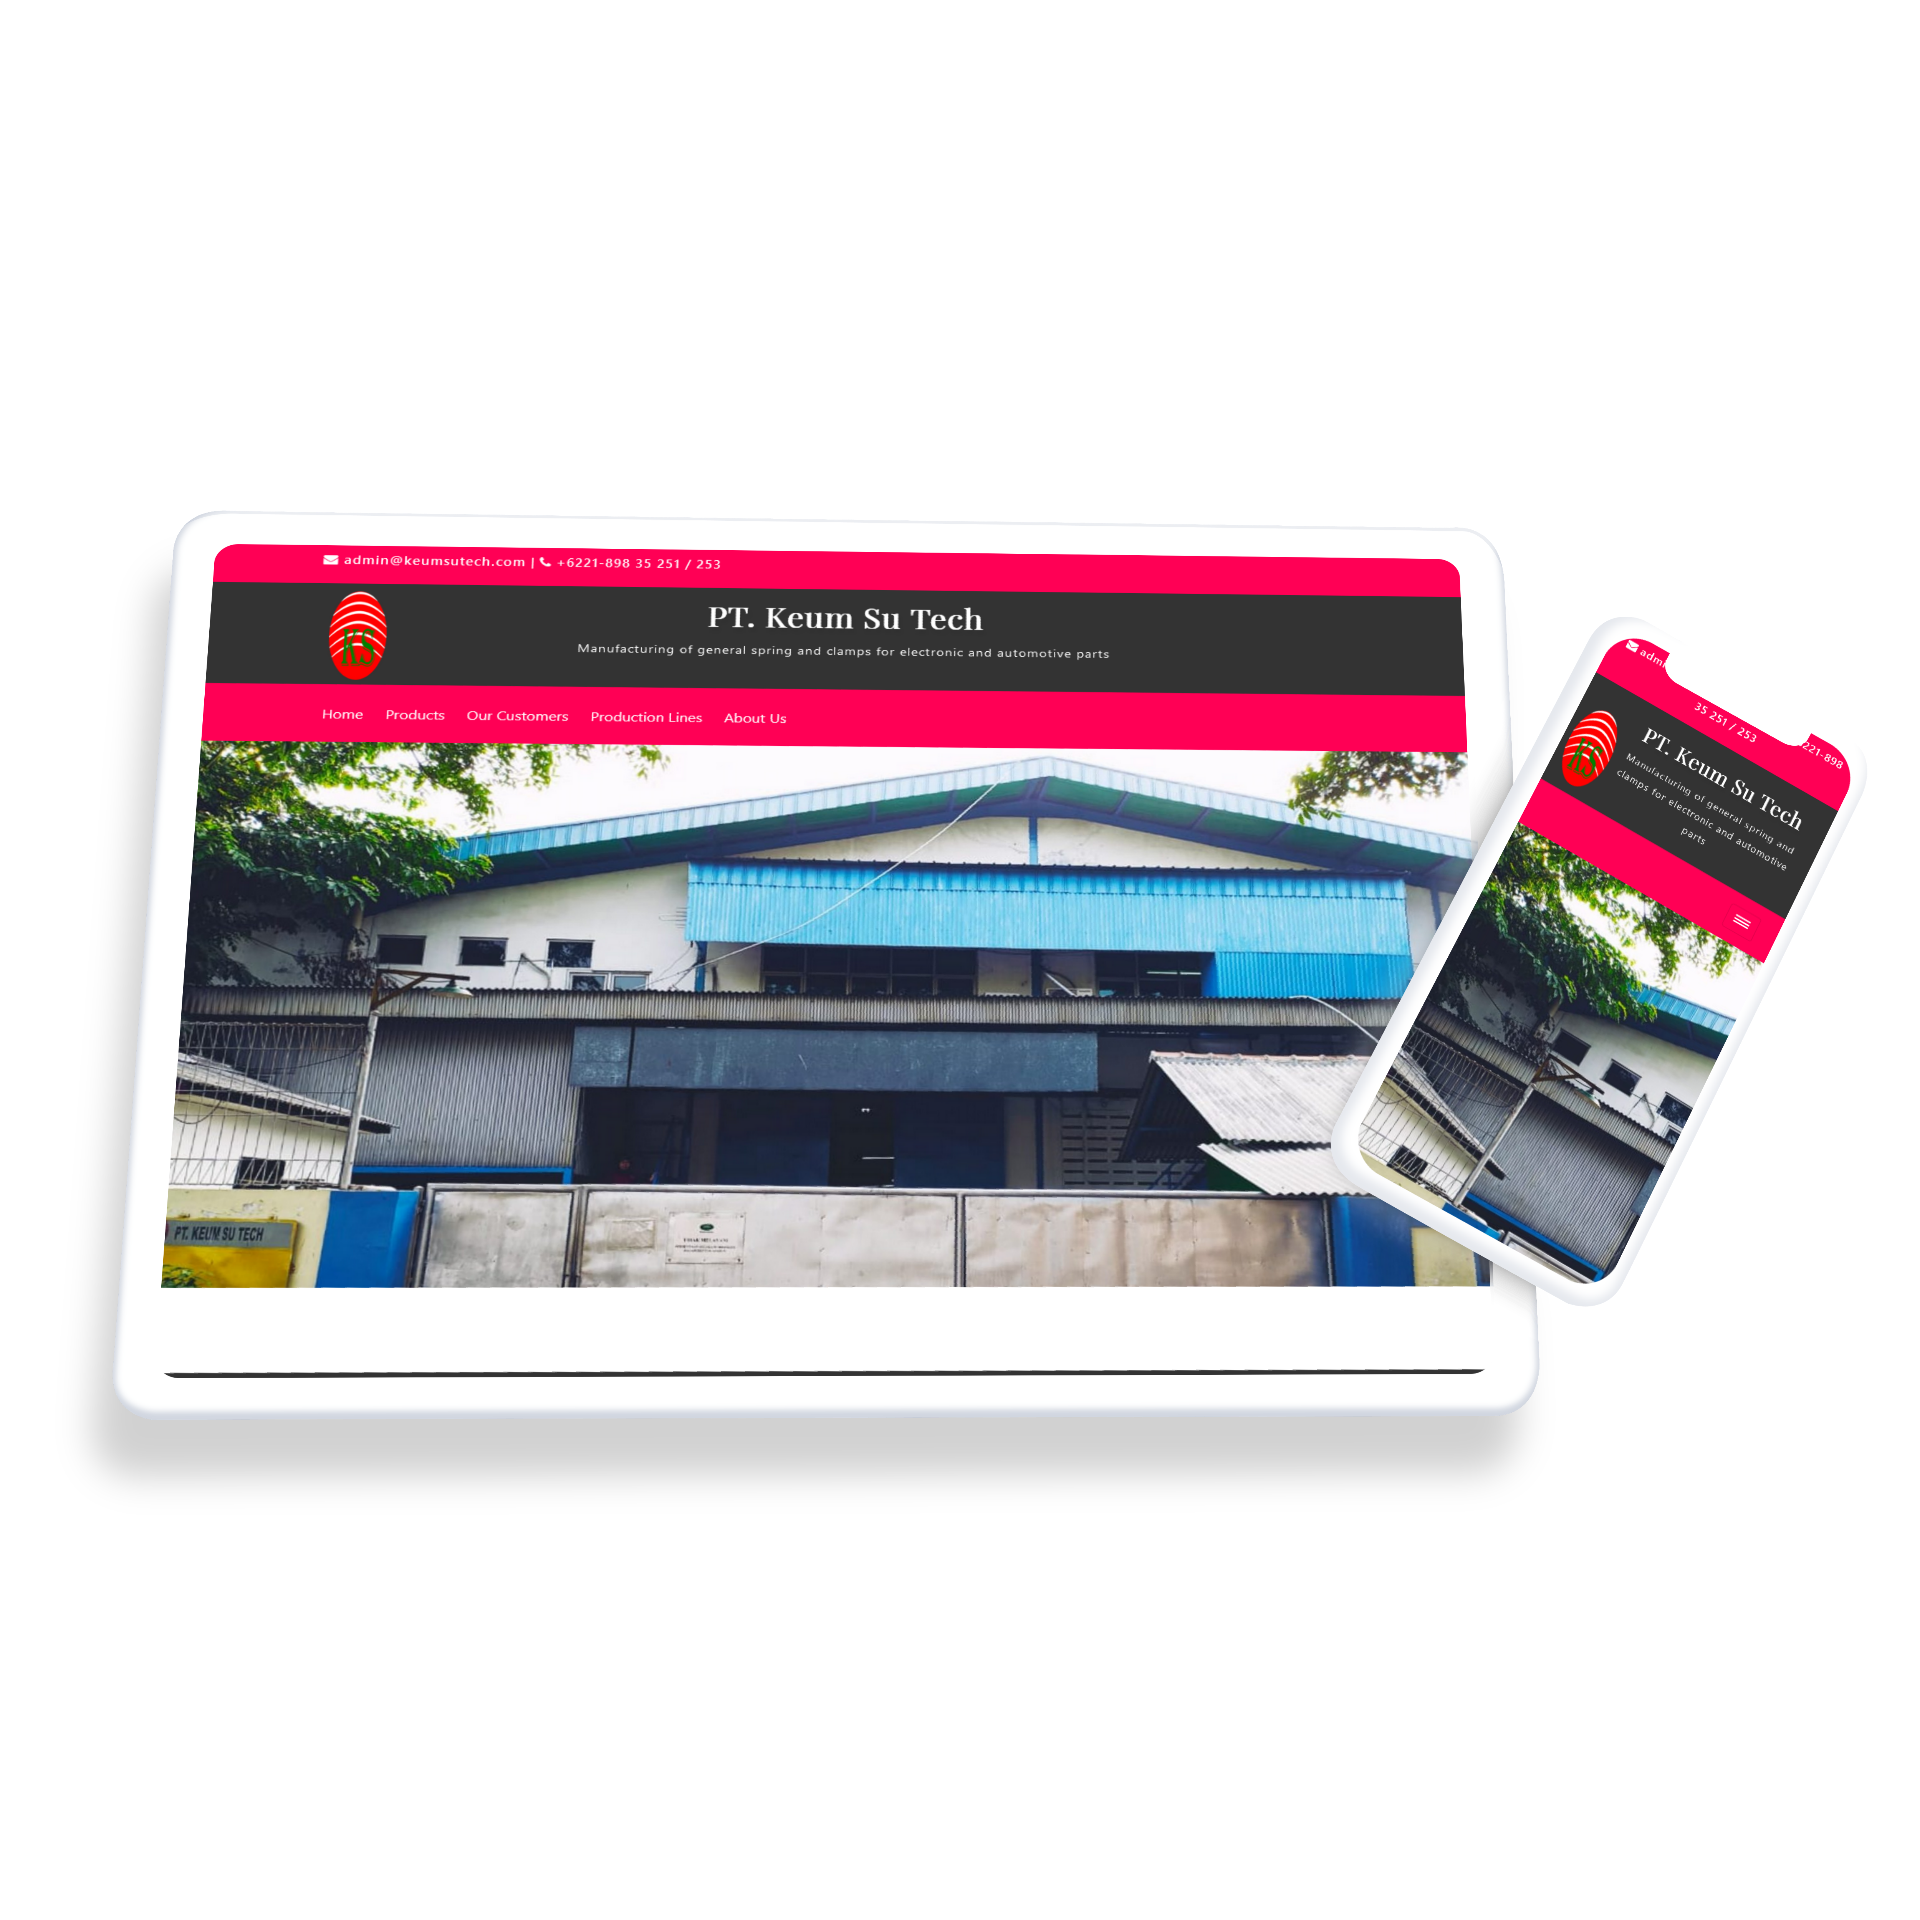 admin@keumsutech.com | +6221-898 35 251 / 253
KS
PT. Keum Su Tech
Manufacturing of general spring and clamps for electronic and automotive parts
Home Products Our Customers Production Lines About Us
PT. KEUM SU TECH
admi
221-898
35 251 / 253
KS
PT. Keum Su Tech
Manufacturing of general spring and
clamps for electronic and automotive
parts